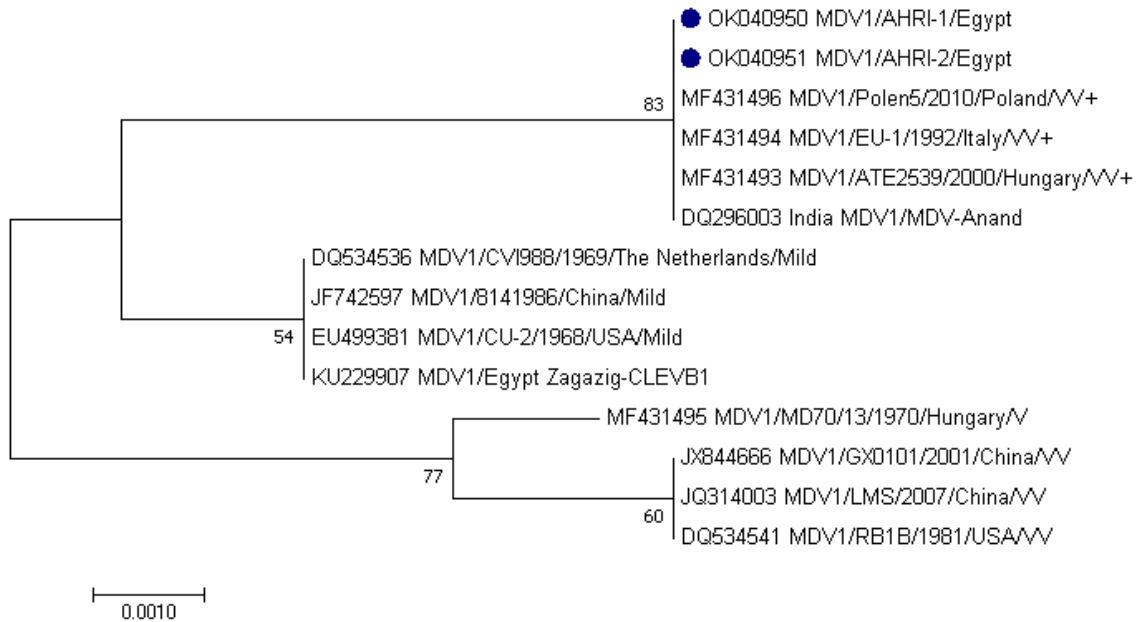 OK040950 MDV1/AHRI-1/Egypt
OK040951 MDV1/AHRI-2/Egypt
83
MF431496 MDV1/Polen5/2010/Poland/VV+
MF431494 MDV1/EU-1/1992/Italy/VV+
MF431493 MDV1/ATE2539/2000/Hungary/VV+
DQ296003 India MDV1/MDV-Anand
DQ534536 MDV1/CVI988/1969/The Netherlands/Mild
JF742597 MDV1/8141986/China/Mild
54
EU499381 MDV1/CU-2/1968/USA/Mild
KU229907 MDV1/Egypt Zagazig-CLEVB1
MF431495 MDV1/MD70/13/1970/Hungary/V
JX844666 MDV1/GX0101/2001/China/VV
77
JQ314003 MDV1/LMS/2007/China/VV
60
DQ534541 MDV1/RB1B/1981/USA/VV
0.0010